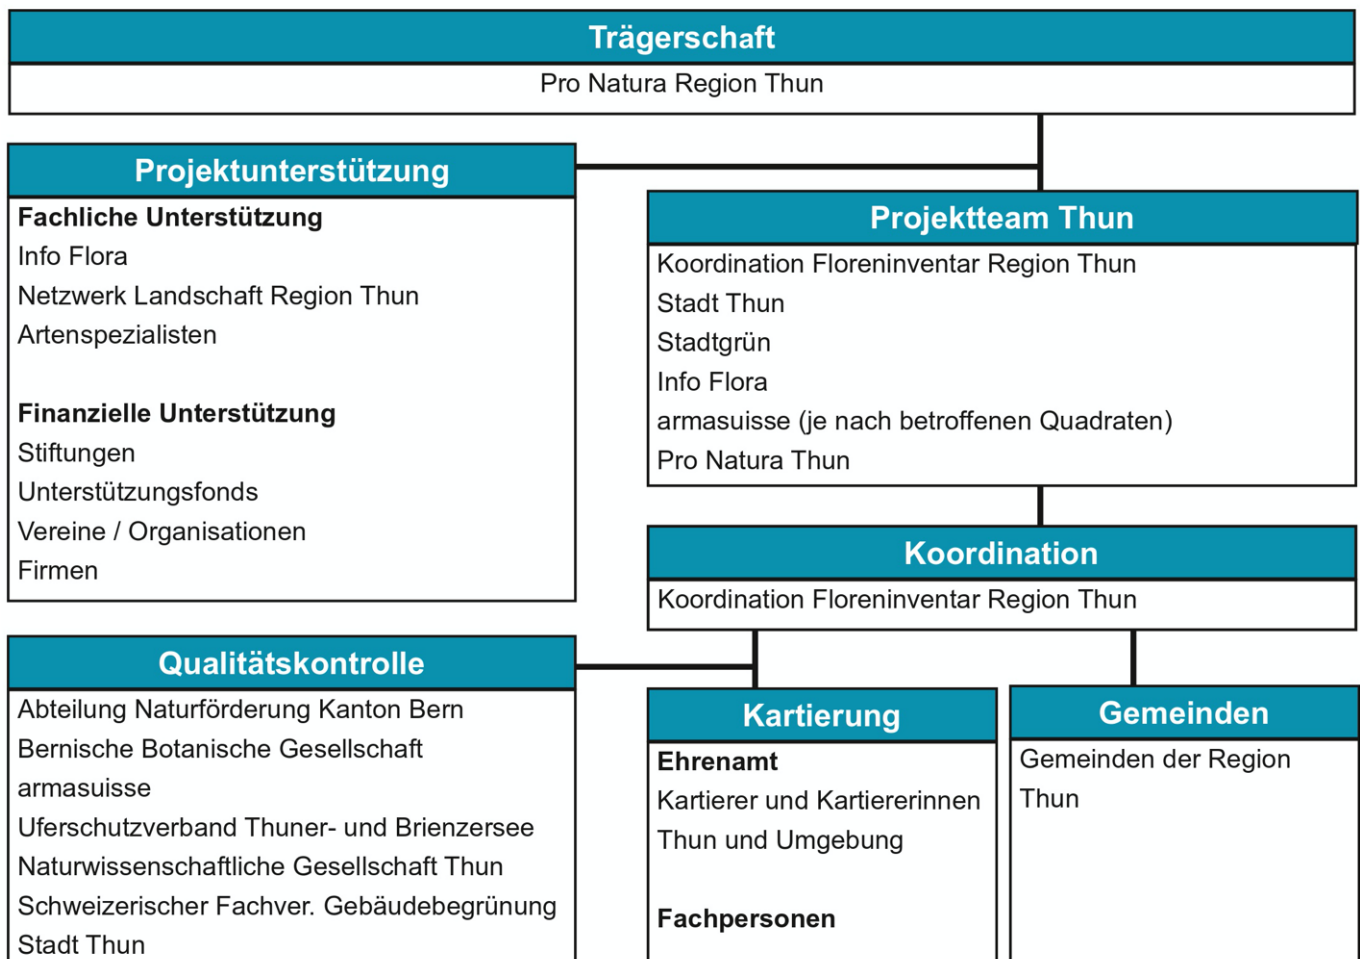 Trägerschaft
Pro Natura Region Thun
Projektunterstützung
Fachliche Unterstützung
Info Flora
Netzwerk Landschaft Region Thun
Artenspezialisten
Finanzielle Unterstützung
Stiftungen
Unterstützungsfonds
Vereine / Organisationen
Firmen
Projektteam Thun
Koordination Floreninventar Region Thun
Stadt Thun
Stadtgrün
Info Flora
armasuisse (je nach betroffenen Quadraten)
Pro Natura Thun
Koordination
Koordination Floreninventar Region Thun
Qualitätskontrolle
Abteilung Naturförderung Kanton Bern
Bernische Botanische Gesellschaft
armasuisse
Uferschutzverband Thuner- und Brienzersee
Naturwissenschaftliche Gesellschaft Thun
Schweizerischer Fachver. Gebäudebegrünung
Stadt Thun
Kartierung
Ehrenamt
Kartierer und Kartiererinnen
Thun und Umgebung
Fachpersonen
Gemeinden
Gemeinden der Region
Thun